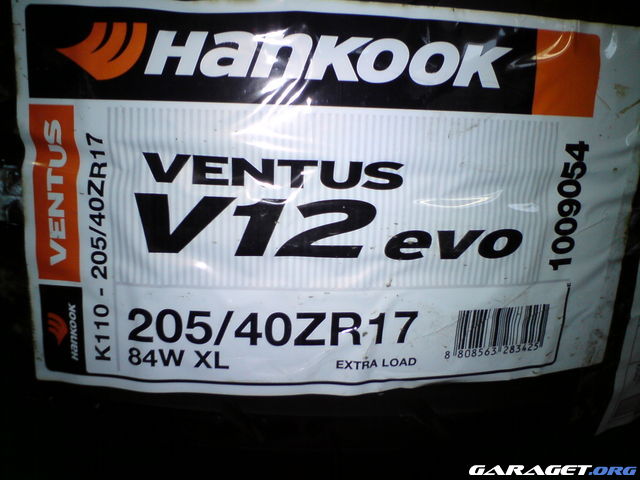 Hankook
VENTUS
K110 - 205/40ZR17
VENTUS
V12 evo
1009054
Hankook
205/40ZR17
84W XL
EXTRA LOAD
8 808563 283425
GARAGET.ORG